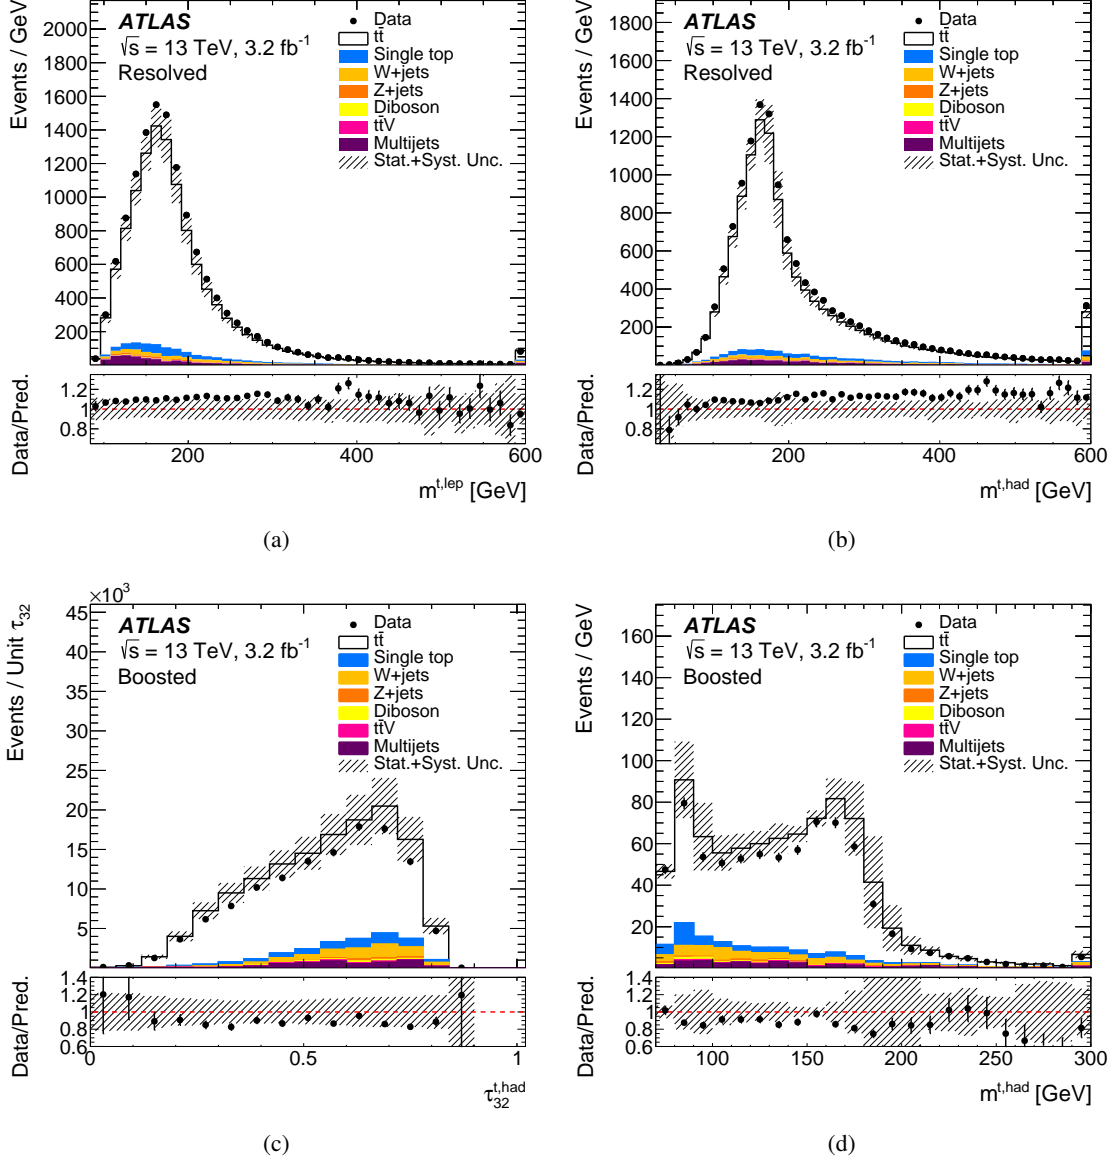 Events / GeV
2000
1800
1600
1400
1200
1000
800
600
400
200
ATLAS
√s = 13 TeV, 3.2 fb⁻¹
Resolved
Data
tt̄
Single top
W+jets
Z+jets
Diboson
tt̄V
Multijets
Stat.+Syst. Unc.
Data/Pred.
1.2
1
0.8
200 400 600
m^{t,lep} [GeV]
(a)
Events / GeV
1800
1600
1400
1200
1000
800
600
400
200
ATLAS
√s = 13 TeV, 3.2 fb⁻¹
Resolved
Data
tt̄
Single top
W+jets
Z+jets
Diboson
tt̄V
Multijets
Stat.+Syst. Unc.
Data/Pred.
1.2
1
0.8
200 400 600
m^{t,had} [GeV]
(b)
×10³
Events / Unit τ₃₂
45
40
35
30
25
20
15
10
5
0
ATLAS
√s = 13 TeV, 3.2 fb⁻¹
Boosted
Data
tt̄
Single top
W+jets
Z+jets
Diboson
tt̄V
Multijets
Stat.+Syst. Unc.
Data/Pred.
1.4
1.2
1
0.8
0.6
0 0.5 1
τ₃₂^{t,had}
(c)
Events / GeV
160
140
120
100
80
60
40
20
ATLAS
√s = 13 TeV, 3.2 fb⁻¹
Boosted
Data
tt̄
Single top
W+jets
Z+jets
Diboson
tt̄V
Multijets
Stat.+Syst. Unc.
Data/Pred.
1.4
1.2
1
0.8
0.6
100 150 200 250 300
m^{t,had} [GeV]
(d)